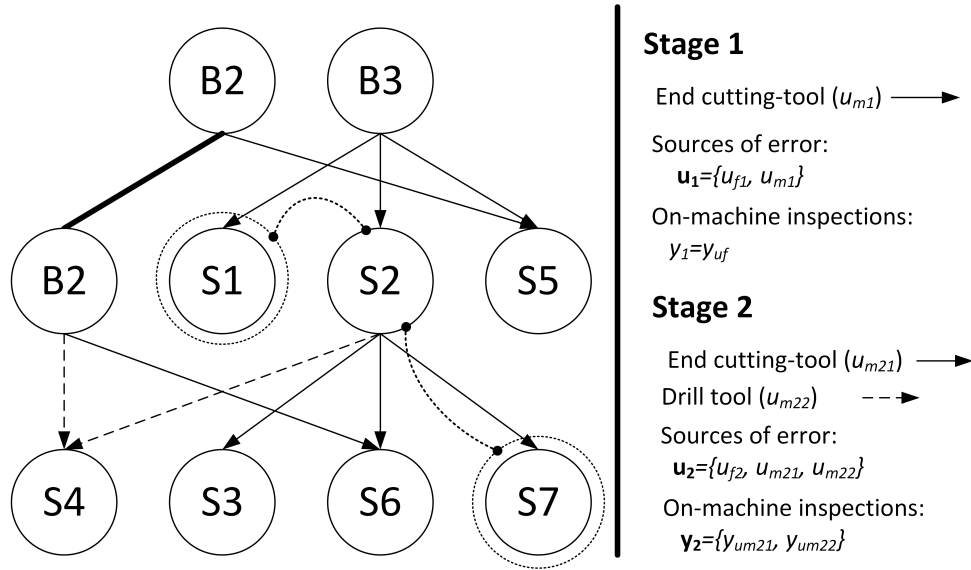 B2 B3
B2 S1 S2 S5
S4 S3 S6 S7
Stage 1
End cutting-tool (um1)
Sources of error:
u1={uf1, um1}
On-machine inspections:
y1=yuf
Stage 2
End cutting-tool (um21)
Drill tool (um22)
Sources of error:
u2={uf2, um21, um22}
On-machine inspections:
y2={yum21, yum22}